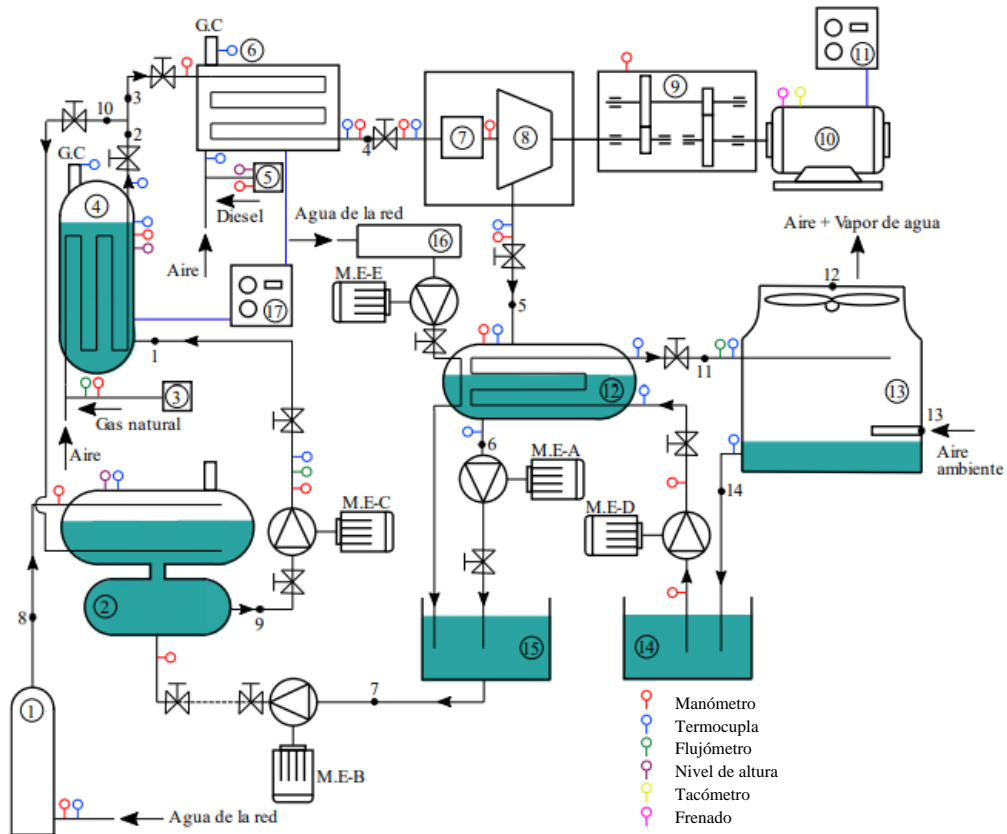 G.C
6
11
10
3
2
G.C
4
5
Diesel
Aire
4
7
8
9
10
Agua de la red
16
M.E-E
17
5
Aire + Vapor de agua
12
1
3
Gas natural
Aire
12
11
13
13
Aire
ambiente
6
M.E-A
M.E-D
M.E-C
14
2
9
8
15
14
1
7
M.E-B
Agua de la red
Manómetro
Termocupla
Flujómetro
Nivel de altura
Tacómetro
Frenado